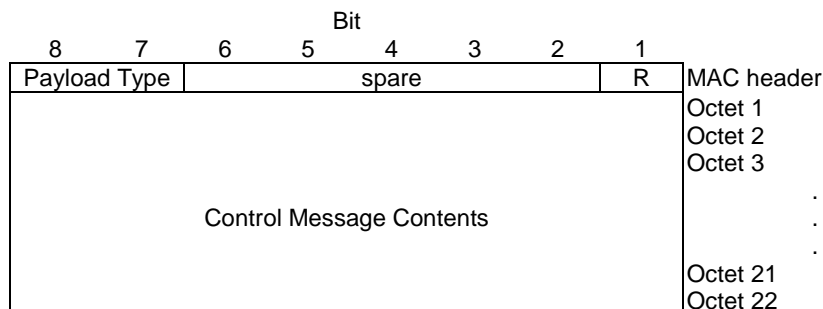 Bit
8 7 6 5 4 3 2 1
Payload Type spare R MAC header
Octet 1
Octet 2
Octet 3
.
Control Message Contents .
.
Octet 21
Octet 22